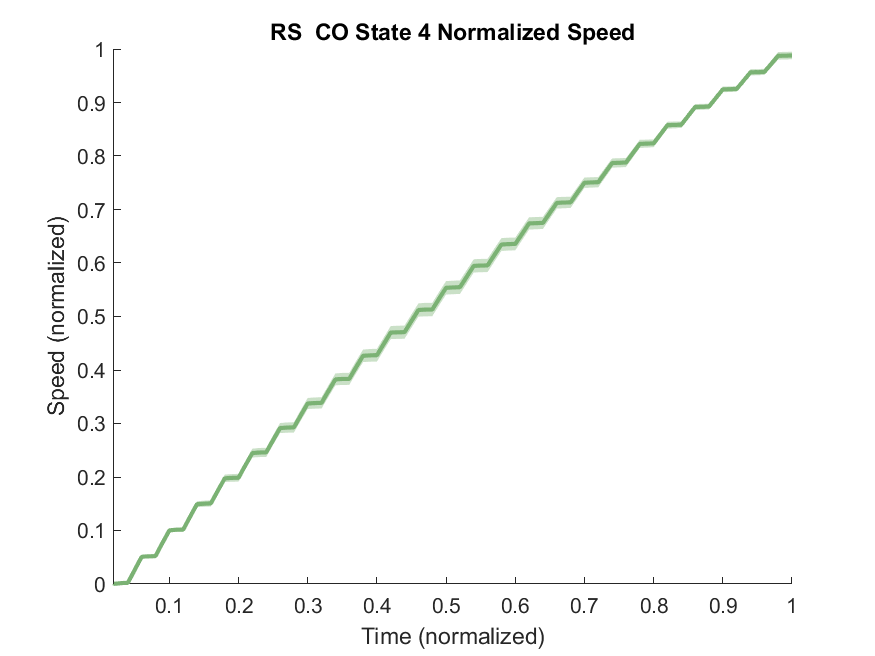 RS  CO State 4 Normalized Speed
1
0.9
0.8
0.7
0.6
0.5
0.4
0.3
0.2
0.1
0
Speed (normalized)
0.1 0.2 0.3 0.4 0.5 0.6 0.7 0.8 0.9 1
Time (normalized)